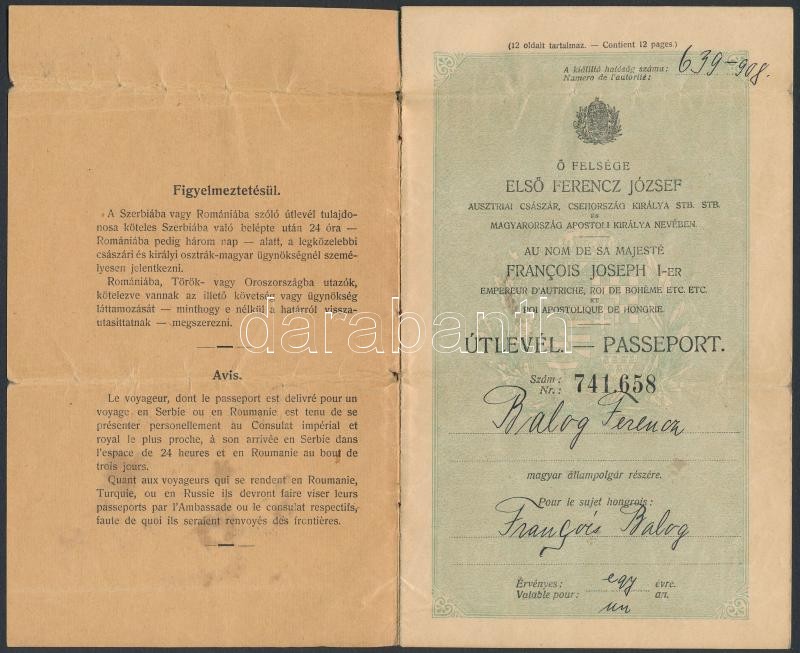 Figyelmeztetésül.
A Szerbiába vagy Romániába szóló útlevél tulajdo-
nosa köteles Szerbiába való belépte után 24 óra —
Romániába pedig három nap — alatt, a legközelebbi
császári és királyi osztrák-magyar ügynökségnél szemé-
lyesen jelentkezni.
Romániába, Török- vagy Oroszországba utazók,
kötelezve vannak az illető követség vagy ügynökség
láttamozását — minthogy e nélkül a határról vissza-
utasíttatnak — megszerezni.
Avis.
Le voyageur, dont le passeport est delivré pour un
voyage en Serbie ou en Roumanie est tenu de se
présenter personellement au Consulat impérial et
royal le plus proche, à son arrivée en Serbie dans
l'espace de 24 heures et en Roumanie au bout de
trois jours.
Quant aux voyageurs qui se rendent en Roumanie,
Turquie, ou en Russie ils devront faire viser leurs
passeports par l'Ambassade ou le consulat respectifs,
faute de quoi ils seraient renvoyés des frontières.
(12 oldalt tartalmaz. — Contient 12 pages.)
A kiállító hatóság száma:
Numero de l'autorité:
639-908.
Ő FELSÉGE
ELSŐ FERENCZ JÓZSEF
AUSZTRIAI CSÁSZÁR, CSEHORSZÁG KIRÁLYA STB. STB.
ÉS
MAGYARORSZÁG APOSTOLI KIRÁLYA NEVÉBEN.
AU NOM DE SA MAJESTÉ
FRANÇOIS JOSEPH I-ER
EMPEREUR D'AUTRICHE, ROI DE BOHÈME ETC. ETC.
ET
ROI APOSTOLIQUE DE HONGRIE.
darabanth
ÚTLEVÉL. — PASSEPORT.
Szám:
Nr.: 741.658
Balog Ferencz
magyar állampolgár részére.
Pour le sujet hongrois:
François Balog
Érvényes: egy évre.
Valable pour: un an.